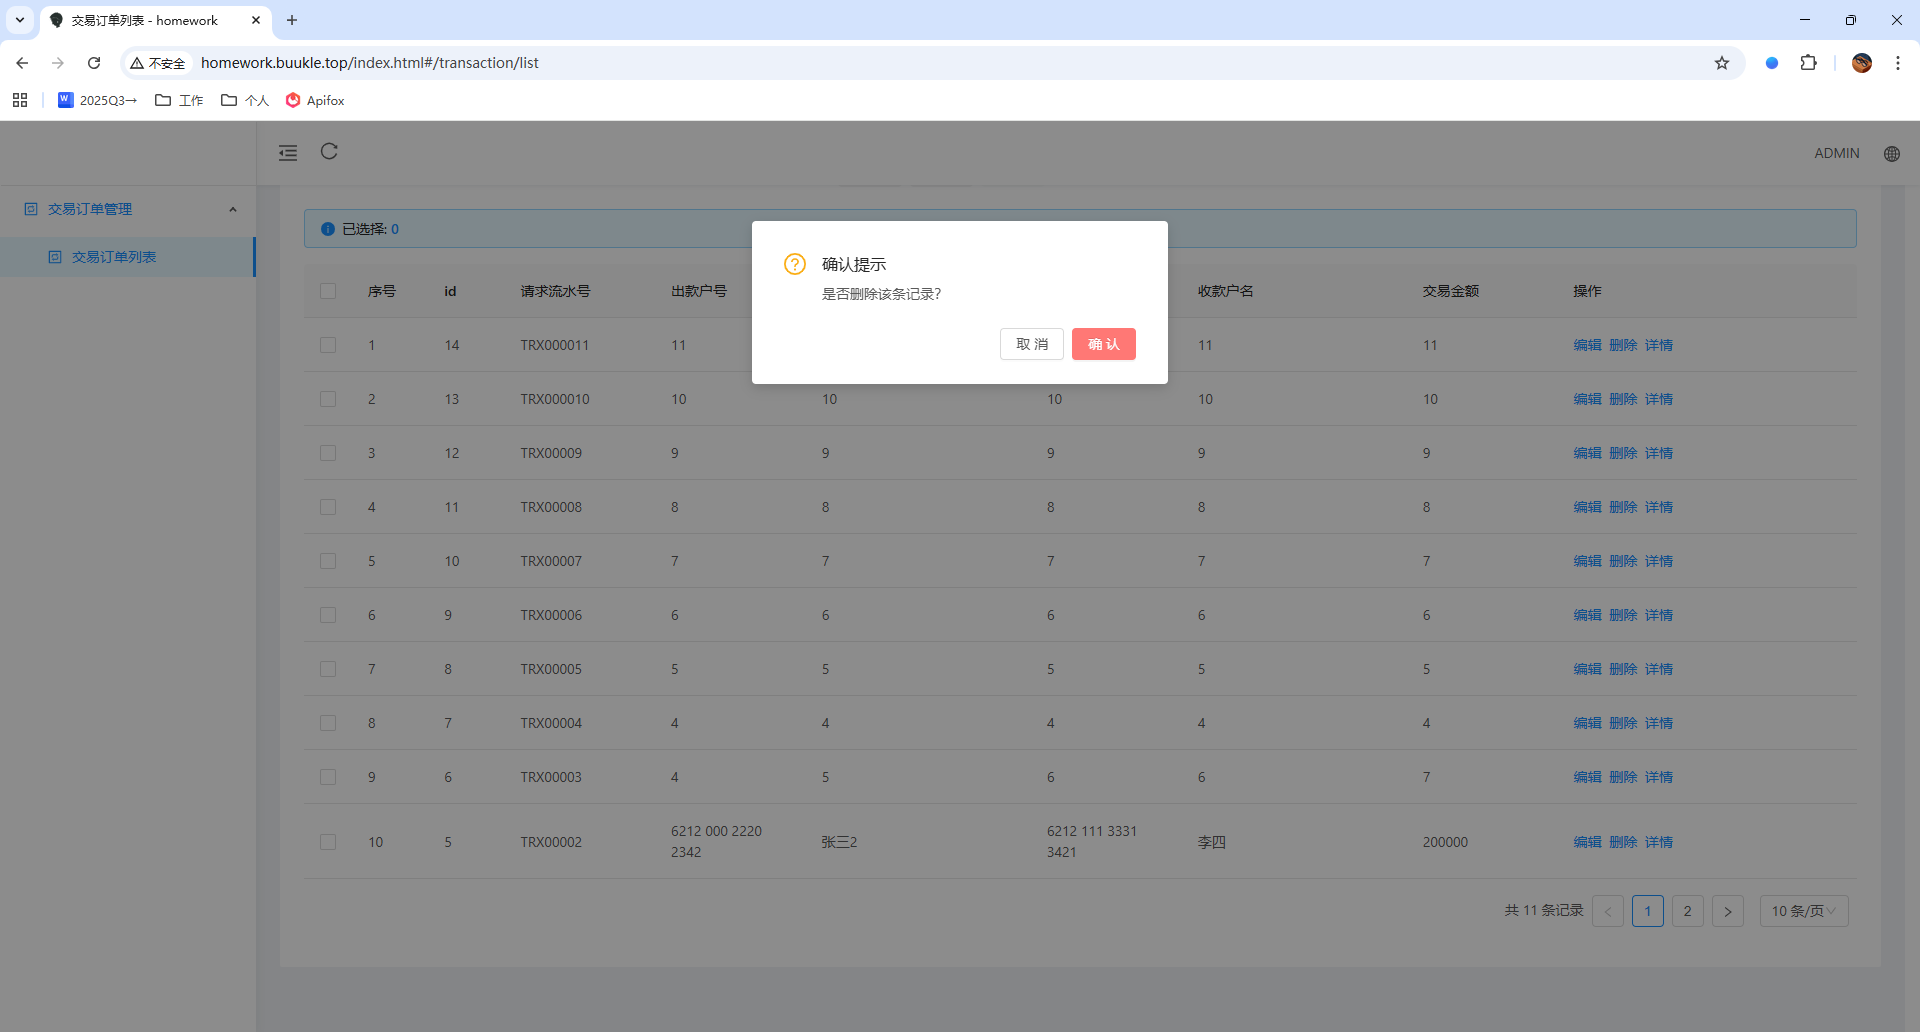 交易订单列表 - homework
不安全 homework.buukle.top/index.html#/transaction/list
2025Q3→ 工作 个人 Apifox
ADMIN
交易订单管理
交易订单列表
已选择: 0
确认提示
是否删除该条记录?
取 消 确 认
序号 id 请求流水号 出款户号 收款户名 交易金额 操作
1 14 TRX000011 11 11 11 编辑 删除 详情
2 13 TRX000010 10 10 10 10 10 编辑 删除 详情
3 12 TRX00009 9 9 9 9 9 编辑 删除 详情
4 11 TRX00008 8 8 8 8 8 编辑 删除 详情
5 10 TRX00007 7 7 7 7 7 编辑 删除 详情
6 9 TRX00006 6 6 6 6 6 编辑 删除 详情
7 8 TRX00005 5 5 5 5 5 编辑 删除 详情
8 7 TRX00004 4 4 4 4 4 编辑 删除 详情
9 6 TRX00003 4 5 6 6 7 编辑 删除 详情
10 5 TRX00002 6212 000 2220 2342 张三2 6212 111 3331 3421 李四 200000 编辑 删除 详情
共 11 条记录 1 2 10 条/页